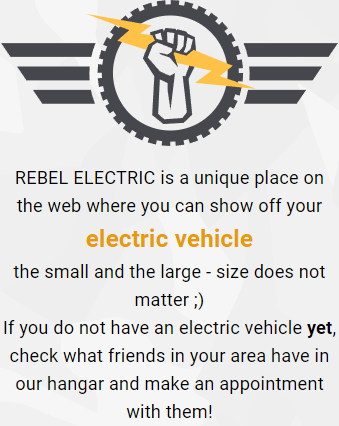 REBEL ELECTRIC is a unique place on
the web where you can show off your
electric vehicle
the small and the large - size does not
matter ;)
If you do not have an electric vehicle yet,
check what friends in your area have in
our hangar and make an appointment
with them!